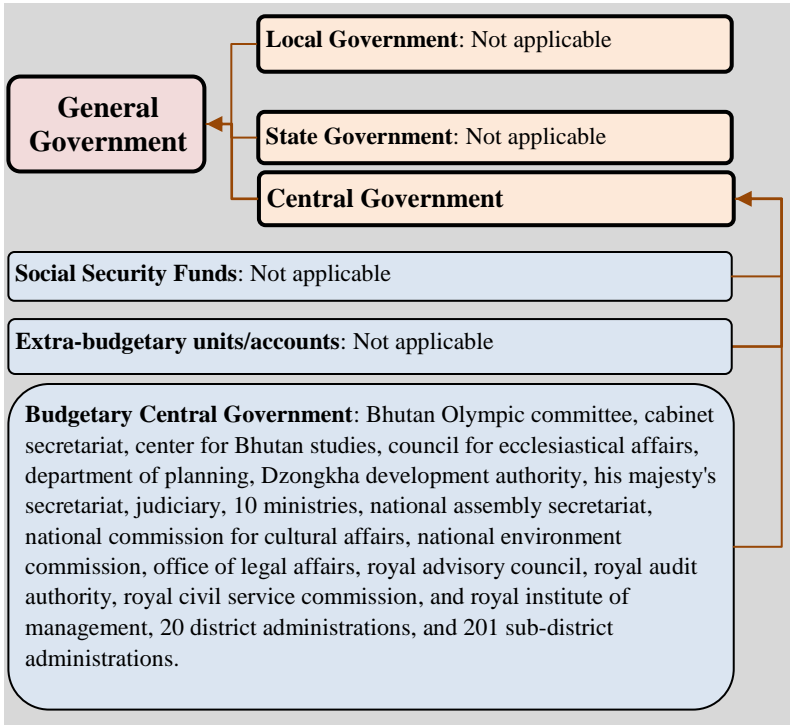 Local Government: Not applicable
General
Government
State Government: Not applicable
Central Government
Social Security Funds: Not applicable
Extra-budgetary units/accounts: Not applicable
Budgetary Central Government: Bhutan Olympic committee, cabinet
secretariat, center for Bhutan studies, council for ecclesiastical affairs,
department of planning, Dzongkha development authority, his majesty's
secretariat, judiciary, 10 ministries, national assembly secretariat,
national commission for cultural affairs, national environment
commission, office of legal affairs, royal advisory council, royal audit
authority, royal civil service commission, and royal institute of
management, 20 district administrations, and 201 sub-district
administrations.